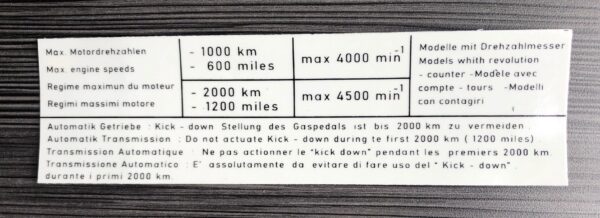 Max. Motordrehzahlen
Max. engine speeds
Regime maximun du moteur
Regimi massimi motore
- 1000 km
- 600 miles
max 4000 min-1
- 2000 km
- 1200 miles
max 4500 min-1
Modelle mit Drehzahlmesser
Models whith revolution
- counter -Modele avec
compte - tours -Modelli
can contagiri
Automatik Getriebe : Kick - down Stellung des Gaspedals ist bis 2000 km zu vermeiden .
Automatik Transmission : Do not actuate Kick - down during te first 2000 km ( 1200 miles) .
Transmission Automatique : Ne pas actionner le "kick down" pendant les premiers 2000 km.
Transmissione Automatico : E' assolutamente da evitare di fare uso del " Kick - down" .
durante i primi 2000 km.